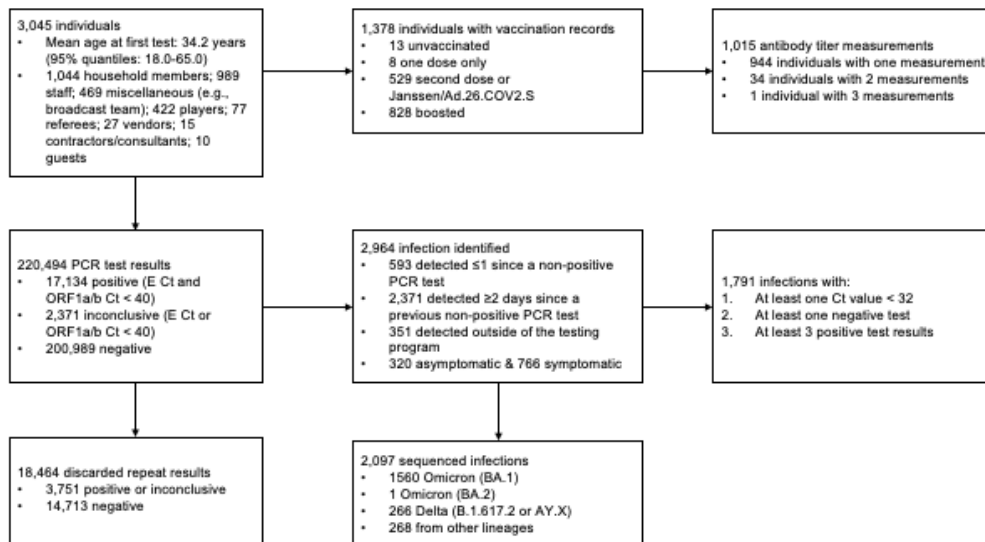 3,045 individuals
• Mean age at first test: 34.2 years
(95% quantiles: 18.0-65.0)
• 1,044 household members; 989
staff; 469 miscellaneous (e.g.,
broadcast team); 422 players; 77
referees; 27 vendors; 15
contractors/consultants; 10
guests
1,378 individuals with vaccination records
• 13 unvaccinated
• 8 one dose only
• 529 second dose or
Janssen/Ad.26.COV2.S
• 828 boosted
1,015 antibody titer measurements
• 944 individuals with one measurement
• 34 individuals with 2 measurements
• 1 individual with 3 measurements
220,494 PCR test results
• 17,134 positive (E Ct and
ORF1a/b Ct < 40)
• 2,371 inconclusive (E Ct or
ORF1a/b Ct < 40)
• 200,989 negative
2,964 infection identified
• 593 detected ≤1 since a non-positive
PCR test
• 2,371 detected ≥2 days since a
previous non-positive PCR test
• 351 detected outside of the testing
program
• 320 asymptomatic & 766 symptomatic
1,791 infections with:
1. At least one Ct value < 32
2. At least one negative test
3. At least 3 positive test results
18,464 discarded repeat results
• 3,751 positive or inconclusive
• 14,713 negative
2,097 sequenced infections
• 1560 Omicron (BA.1)
• 1 Omicron (BA.2)
• 266 Delta (B.1.617.2 or AY.X)
• 268 from other lineages